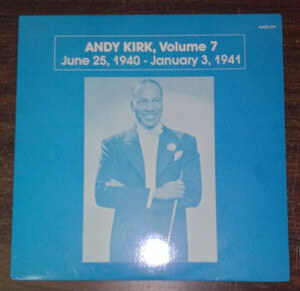 ANDY KIRK, Volume 7
June 25, 1940 - January 3, 1941